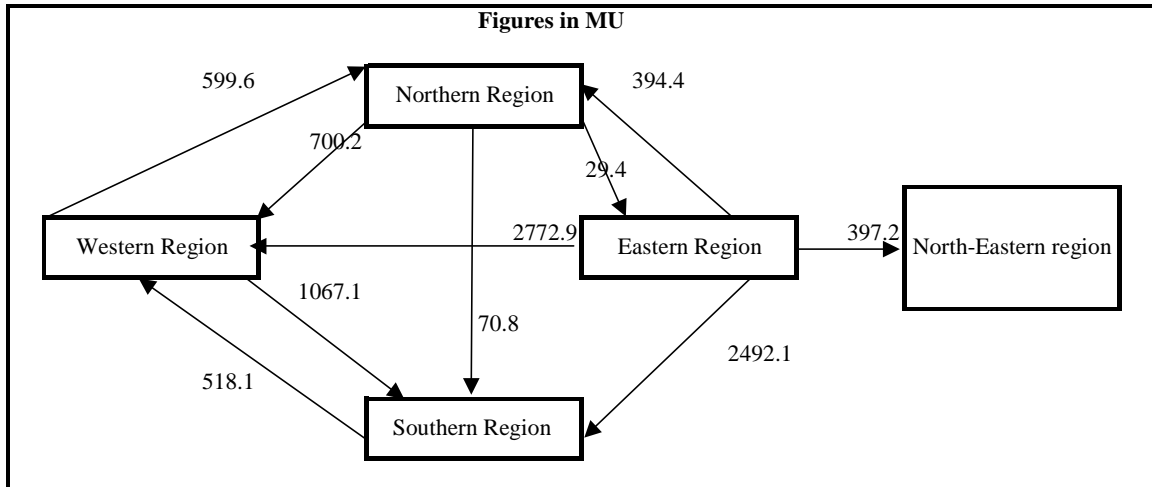 Figures in MU
599.6
Northern Region
394.4
700.2
29.4
Western Region
2772.9
Eastern Region
397.2
North-Eastern region
1067.1
70.8
518.1
2492.1
Southern Region